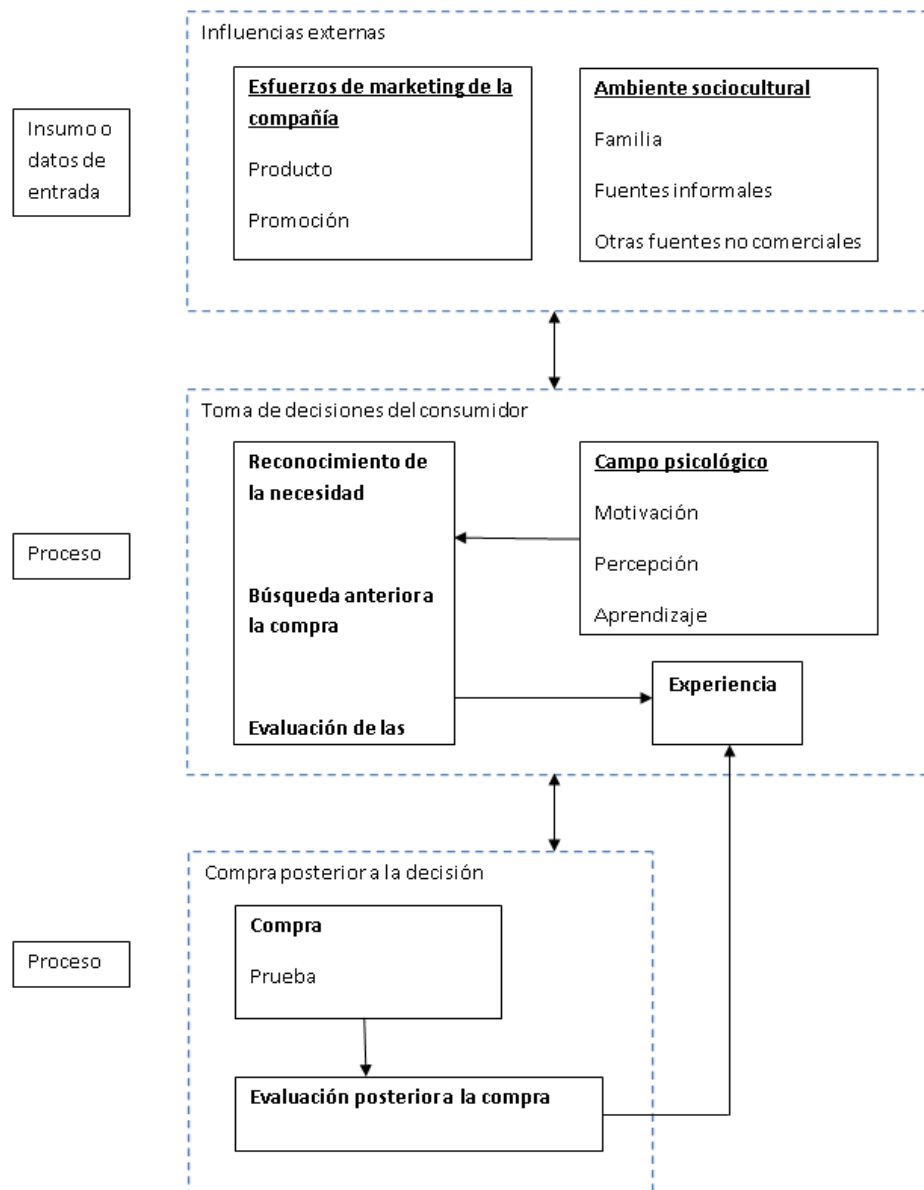 Influencias externas
Insumo o
datos de
entrada
Esfuerzos de marketing de la
compañía
Producto
Promoción
Ambiente sociocultural
Familia
Fuentes informales
Otras fuentes no comerciales
Toma de decisiones del consumidor
Proceso
Reconocimiento de
la necesidad
Búsqueda anterior a
la compra
Evaluación de las
Campo psicológico
Motivación
Percepción
Aprendizaje
Experiencia
Compra posterior a la decisión
Proceso
Compra
Prueba
Evaluación posterior a la compra